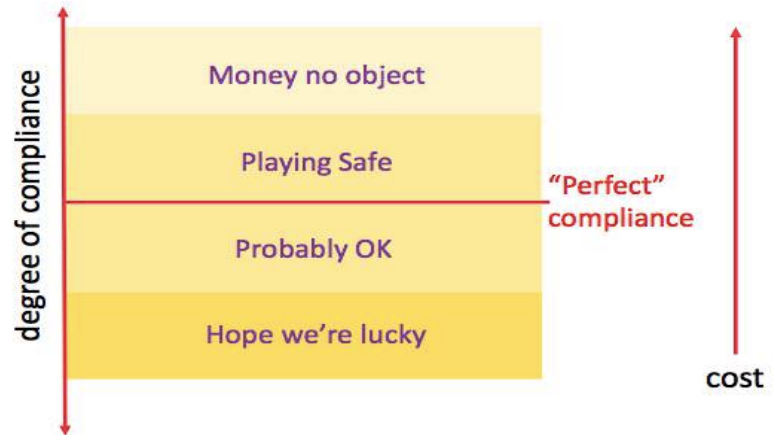 degree of compliance
Money no object
Playing Safe
“Perfect”
compliance
Probably OK
Hope we’re lucky
cost